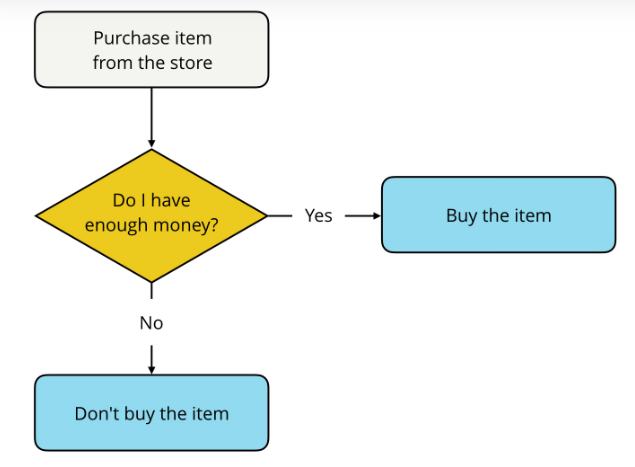 Purchase item
from the store
Do I have
enough money?
Yes
Buy the item
No
Don't buy the item